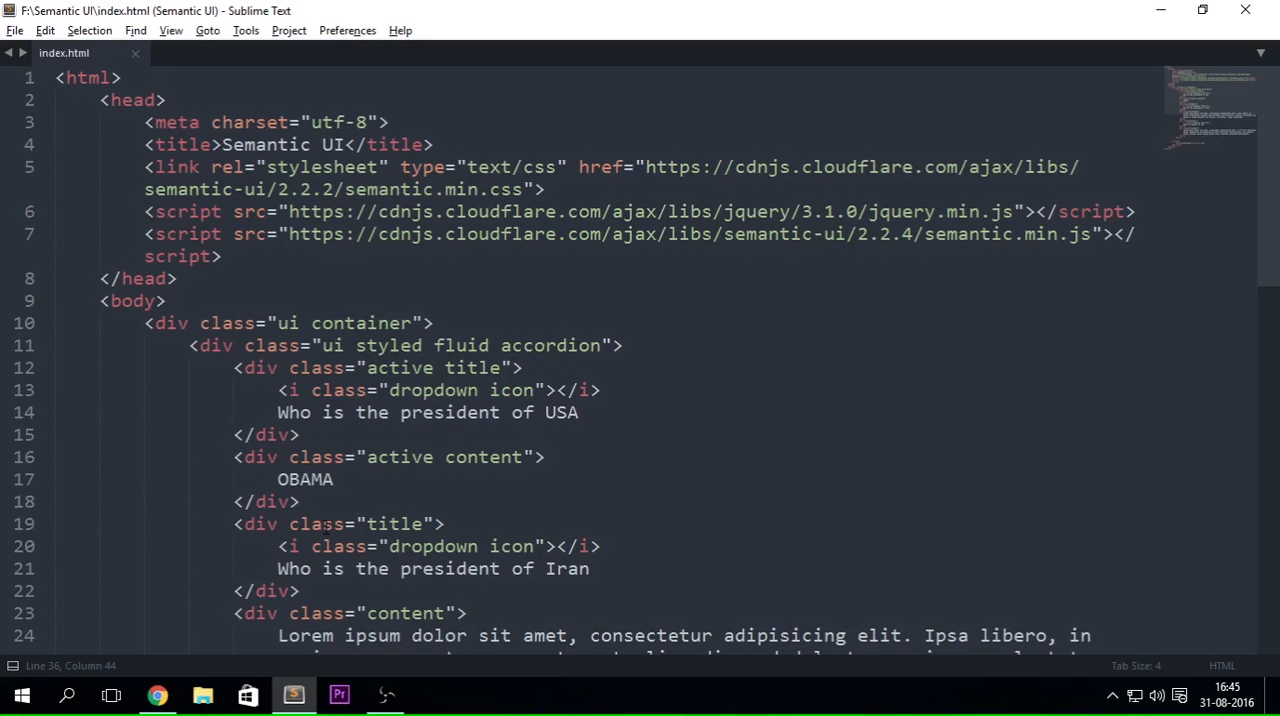 F:\Semantic UI\index.html (Semantic UI) - Sublime Text
File Edit Selection Find View Goto Tools Project Preferences Help
index.html
1 <html>
2 <head>
3 <meta charset="utf-8">
4 <title>Semantic UI</title>
5 <link rel="stylesheet" type="text/css" href="https://cdnjs.cloudflare.com/ajax/libs/
semantic-ui/2.2.2/semantic.min.css">
6 <script src="https://cdnjs.cloudflare.com/ajax/libs/jquery/3.1.0/jquery.min.js"></script>
7 <script src="https://cdnjs.cloudflare.com/ajax/libs/semantic-ui/2.2.4/semantic.min.js"></
script>
8 </head>
9 <body>
10 <div class="ui container">
11 <div class="ui styled fluid accordion">
12 <div class="active title">
13 <i class="dropdown icon"></i>
14 Who is the president of USA
15 </div>
16 <div class="active content">
17 OBAMA
18 </div>
19 <div class="title">
20 <i class="dropdown icon"></i>
21 Who is the president of Iran
22 </div>
23 <div class="content">
24 Lorem ipsum dolor sit amet, consectetur adipisicing elit. Ipsa libero, in
Line 36, Column 44
Tab Size: 4
HTML
S
Pr
16:45
31-08-2016